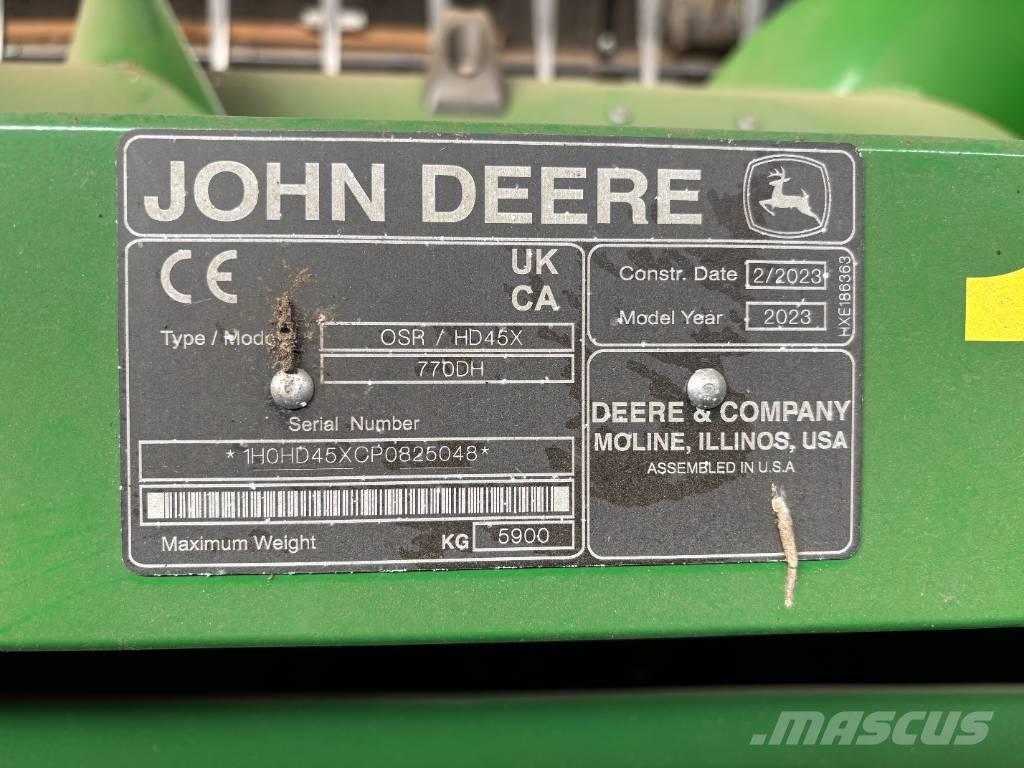 JOHN DEERE
CE
UK
CA
Type / Mode
OSR / HD45X
770DH
Serial Number
*1H0HD45XCP0825048*
Maximum Weight KG 5900
Constr. Date 2/2023
Model Year 2023
HXE186363
DEERE & COMPANY
MOLINE, ILLINOS, USA
ASSEMBLED IN U.S.A
MASCUS